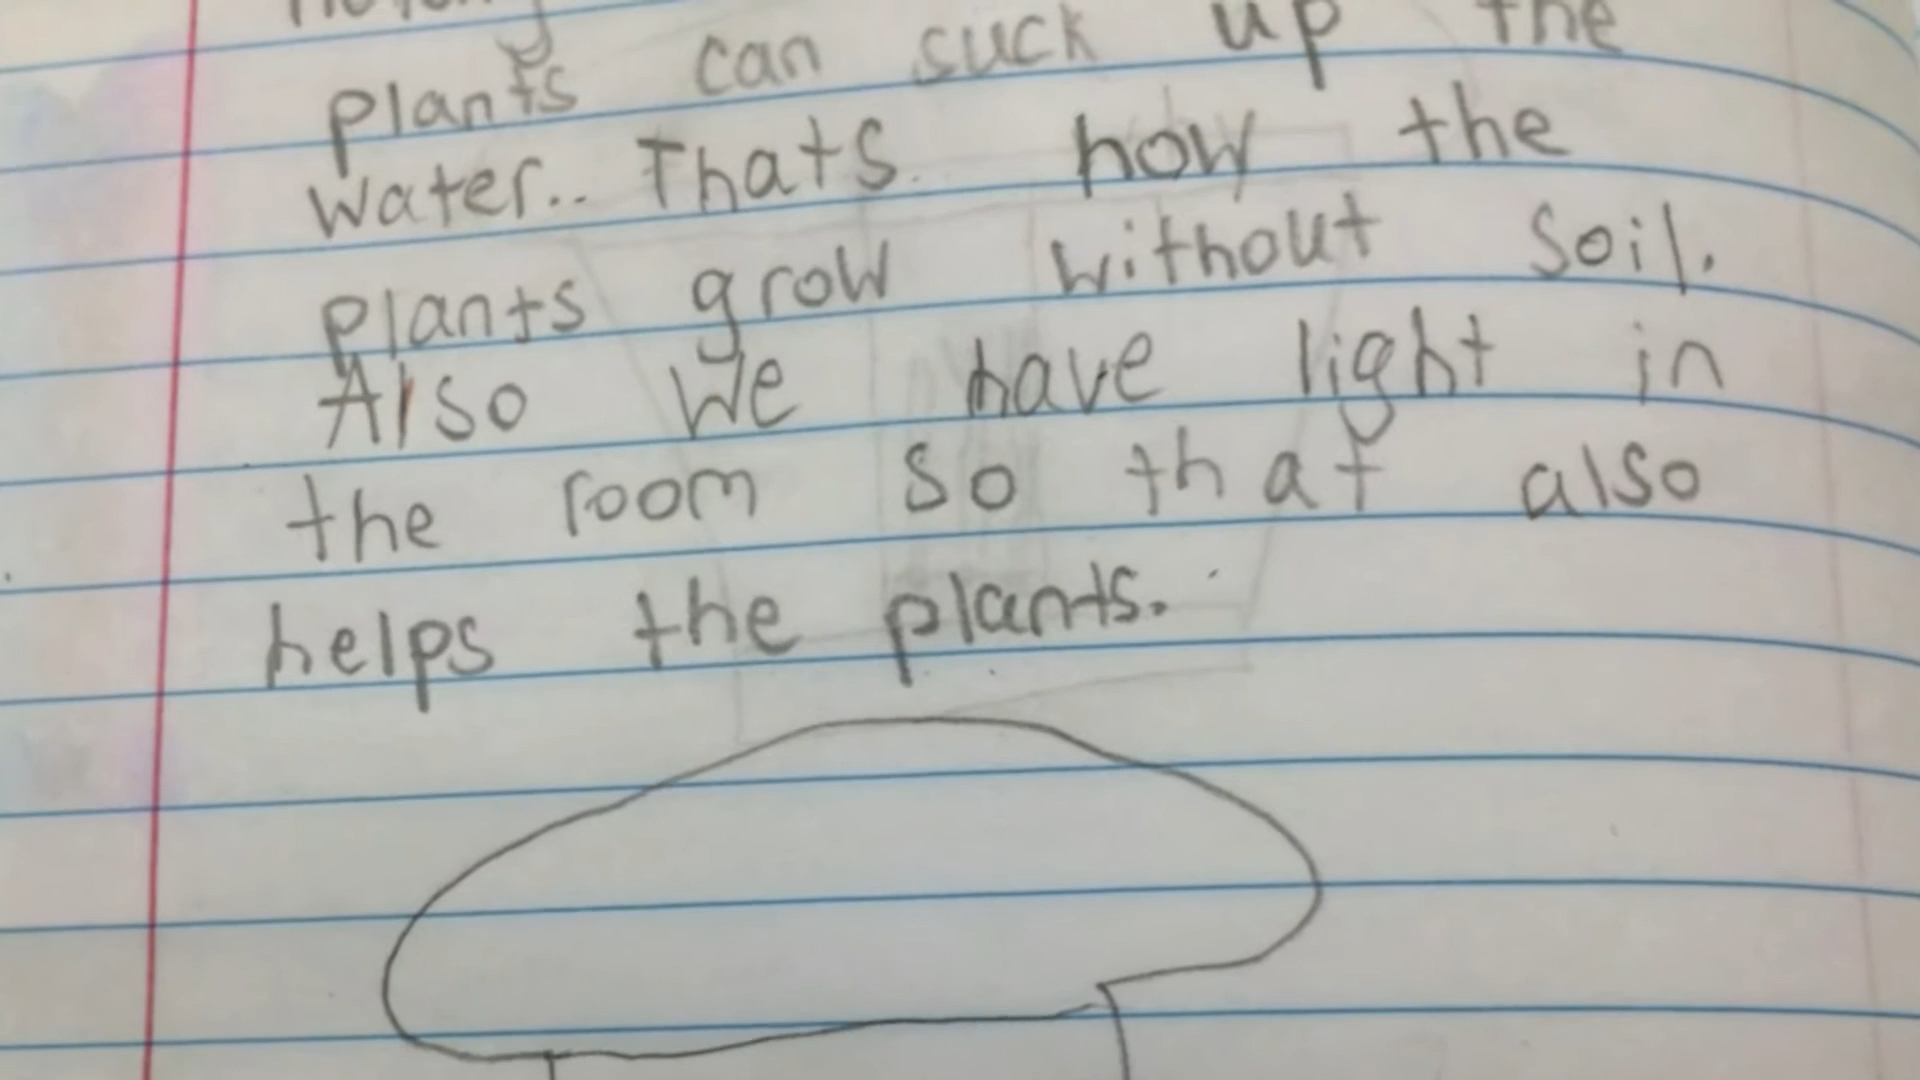 plants can suck up the
water.. Thats how the
plants grow without soil.
Also we have light in
the room so that also
helps the plants.